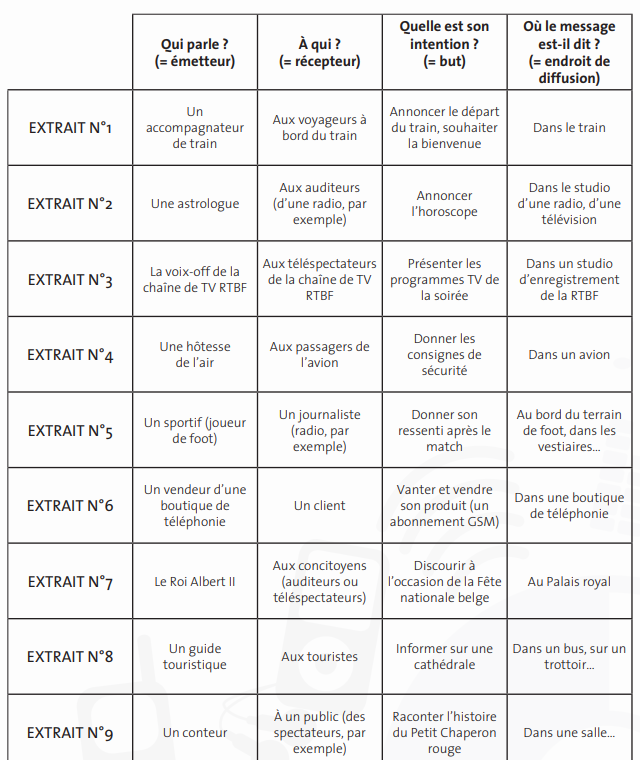 Qui parle ?
(= émetteur)
À qui ?
(= récepteur)
Quelle est son
intention ?
(= but)
Où le message
est-il dit ?
(= endroit de
diffusion)
EXTRAIT N°1
Un
accompagnateur
de train
Aux voyageurs à
bord du train
Annoncer le départ
du train, souhaiter
la bienvenue
Dans le train
EXTRAIT N°2
Une astrologue
Aux auditeurs
(d'une radio, par
exemple)
Annoncer
l'horoscope
Dans le studio
d'une radio, d'une
télévision
EXTRAIT N°3
La voix-off de la
chaîne de TV RTBF
Aux téléspectateurs
de la chaîne de TV
RTBF
Présenter les
programmes TV de
la soirée
Dans un studio
d'enregistrement
de la RTBF
EXTRAIT N°4
Une hôtesse
de l'air
Aux passagers de
l'avion
Donner les
consignes de
sécurité
Dans un avion
EXTRAIT N°5
Un sportif (joueur
de foot)
Un journaliste
(radio, par
exemple)
Donner son
ressenti après le
match
Au bord du terrain
de foot, dans les
vestiaires...
EXTRAIT N°6
Un vendeur d'une
boutique de
téléphonie
Un client
Vanter et vendre
son produit (un
abonnement GSM)
Dans une boutique
de téléphonie
EXTRAIT N°7
Le Roi Albert II
Aux concitoyens
(auditeurs ou
téléspectateurs)
Discourir à
l'occasion de la Fête
nationale belge
Au Palais royal
EXTRAIT N°8
Un guide
touristique
Aux touristes
Informer sur une
cathédrale
Dans un bus, sur un
trottoir...
EXTRAIT N°9
Un conteur
À un public (des
spectateurs, par
exemple)
Raconter l'histoire
du Petit Chaperon
rouge
Dans une salle...